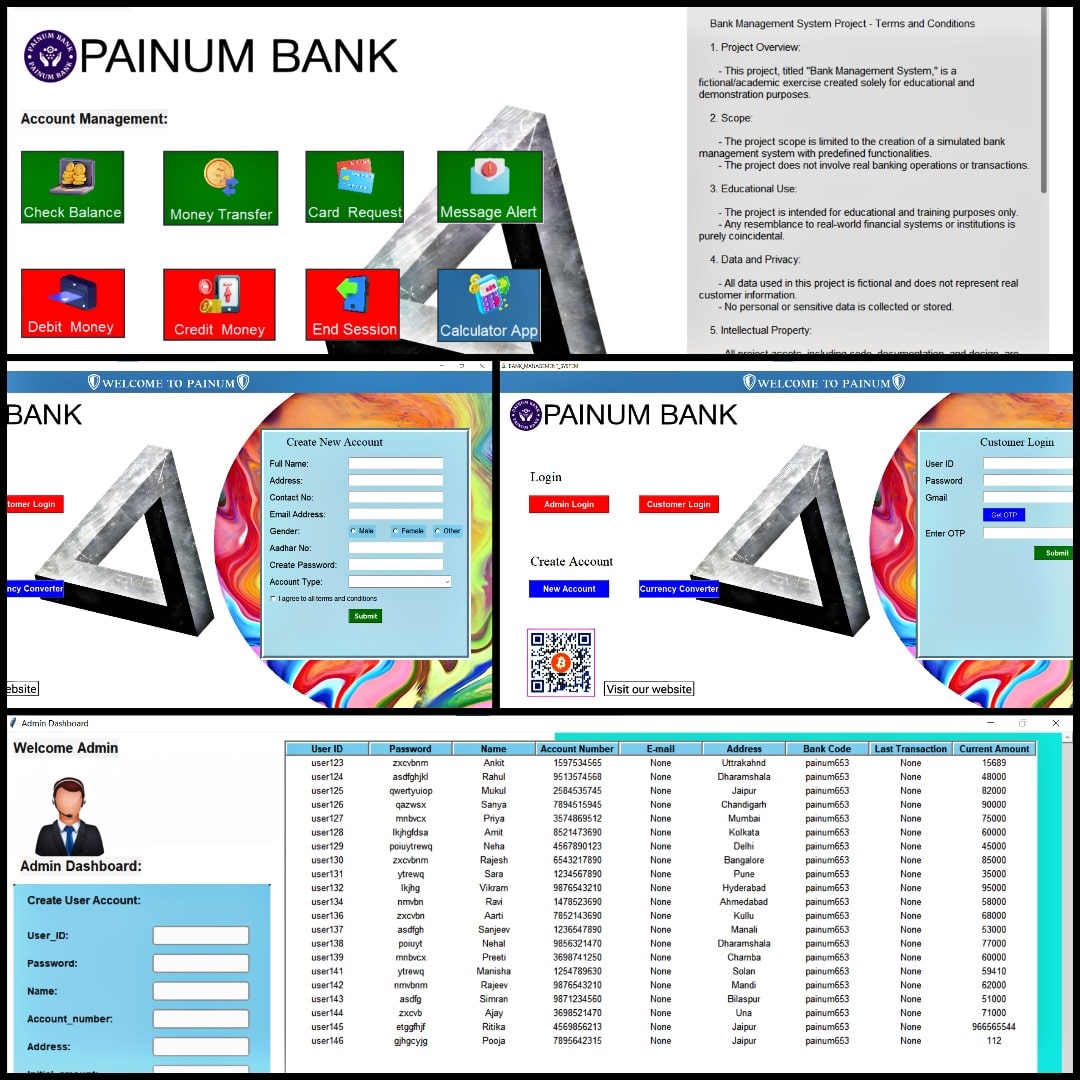 PAINUM BANK
PAINUM BANK
PAINUM BANK
Account Management:
Check Balance
Money Transfer
Card Request
Message Alert
Debit Money
Credit Money
End Session
Calculator App
Bank Management System Project - Terms and Conditions
1. Project Overview:
- This project, titled "Bank Management System," is a
fictional/academic exercise created solely for educational and
demonstration purposes.
2. Scope:
- The project scope is limited to the creation of a simulated bank
management system with predefined functionalities.
- The project does not involve real banking operations or transactions.
3. Educational Use:
- The project is intended for educational and training purposes only.
- Any resemblance to real-world financial systems or institutions is
purely coincidental.
4. Data and Privacy:
- All data used in this project is fictional and does not represent real
customer information.
- No personal or sensitive data is collected or stored.
5. Intellectual Property:
- All project assets, including code, documentation, and design, are
WELCOME TO PAINUM
BANK
tomer Login
ncy Converter
ebsite
Create New Account
Full Name:
Address:
Contact No:
Email Address:
Gender: Male Female Other
Aadhar No:
Create Password:
Account Type:
I agree to all terms and conditions
Submit
BANK_MANAGEMENT_SYSTEM
WELCOME TO PAINUM
PAINUM BANK
PAINUM BANK
PAINUM BANK
Login
Admin Login
Customer Login
Create Account
New Account
Currency Converter
Visit our website
Customer Login
User ID
Password
Gmail
Get OTP
Enter OTP
Submit
Admin Dashboard
Welcome Admin
Admin Dashboard:
Create User Account:
User_ID:
Password:
Name:
Account_number:
Address:
Initial_amount:
User ID Password Name Account Number E-mail Address Bank Code Last Transaction Current Amount
user123 zxcvbnm Ankit 1597534565 None Uttrakahnd painum653 None 15689
user124 asdfghjkl Rahul 9513574568 None Dharamshala painum653 None 48000
user125 qwertyuiop Mukul 2584535745 None Jaipur painum653 None 82000
user126 qazwsx Sanya 7894515945 None Chandigarh painum653 None 90000
user127 mnbvcx Priya 3574869512 None Mumbai painum653 None 75000
user128 lkjhgfdsa Amit 8521473690 None Kolkata painum653 None 60000
user129 poiuytrewq Neha 4567890123 None Delhi painum653 None 45000
user130 zxcvbnm Rajesh 6543217890 None Bangalore painum653 None 85000
user131 ytrewq Sara 1234567890 None Pune painum653 None 35000
user132 lkjhg Vikram 9876543210 None Hyderabad painum653 None 95000
user134 nmvbn Ravi 1478523690 None Ahmedabad painum653 None 58000
user136 zxcvbn Aarti 7852143690 None Kullu painum653 None 68000
user137 asdfgh Sanjeev 1236547890 None Manali painum653 None 53000
user138 poiuyt Nehal 9856321470 None Dharamshala painum653 None 77000
user139 mnbvcx Preeti 3698741250 None Chamba painum653 None 60000
user141 ytrewq Manisha 1254789630 None Solan painum653 None 59410
user142 nmvbnm Rajeev 9876543210 None Mandi painum653 None 62000
user143 asdfg Simran 9871234560 None Bilaspur painum653 None 51000
user144 zxcvb Ajay 3698521470 None Una painum653 None 71000
user145 etggfhjf Ritika 4569856213 None Jaipur painum653 None 966565544
user146 gjhgcyjg Pooja 7895642315 None Jaipur painum653 None 112